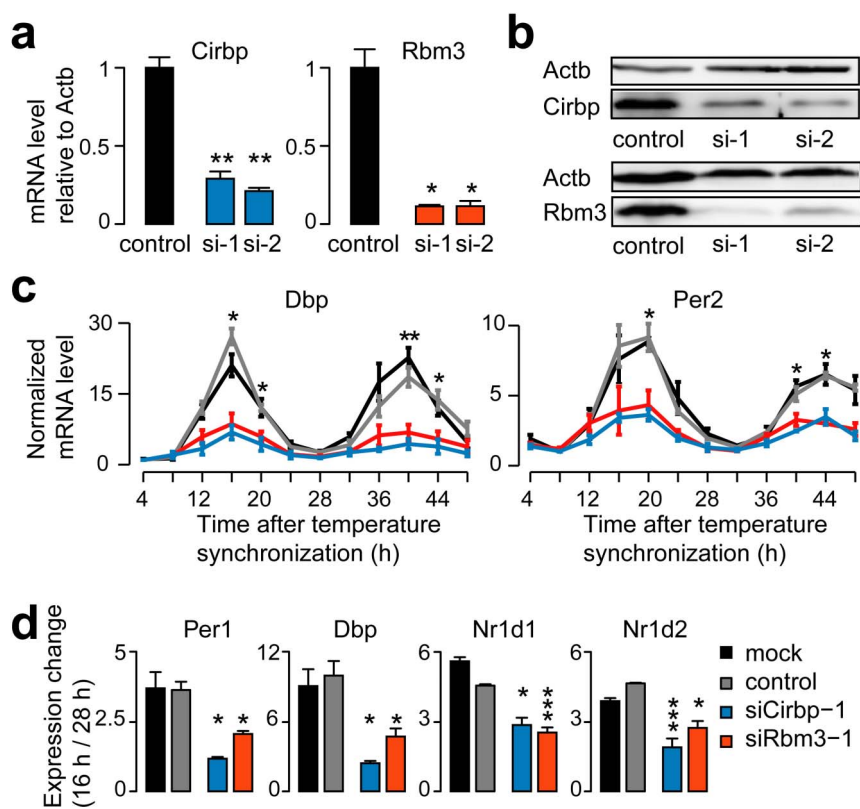 a
Cirbp
Rbm3
mRNA level
relative to Actb
1
0.5
0
** **
control si-1 si-2
1
0.5
0
* *
control si-1 si-2
b
Actb
Cirbp
control si-1 si-2
Actb
Rbm3
control si-1 si-2
c
Dbp
Normalized
mRNA level
30
15
0
* * ** *
4 12 20 28 36 44
Time after temperature
synchronization (h)
Per2
10
5
0
* * *
4 12 20 28 36 44
Time after temperature
synchronization (h)
d
Expression change
(16 h / 28 h)
Per1
5
2.5
0
* *
Dbp
12
6
0
* *
Nr1d1
6
3
0
* ***
Nr1d2
6
3
0
*** *
mock
control
siCirbp−1
siRbm3−1